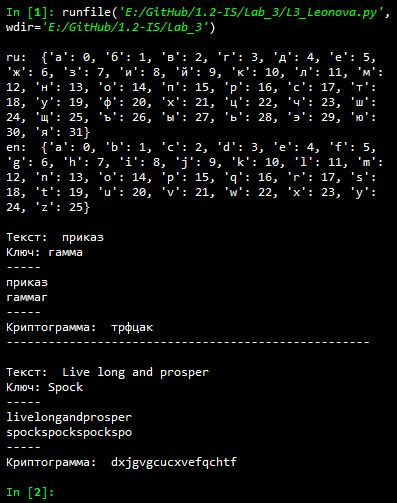 In [1]: runfile('E:/GitHub/1.2-IS/Lab_3/L3_Leonova.py',
wdir='E:/GitHub/1.2-IS/Lab_3')
ru:  {'а': 0, 'б': 1, 'в': 2, 'г': 3, 'д': 4, 'е': 5,
'ж': 6, 'з': 7, 'и': 8, 'й': 9, 'к': 10, 'л': 11, 'м':
12, 'н': 13, 'о': 14, 'п': 15, 'р': 16, 'с': 17, 'т':
18, 'у': 19, 'ф': 20, 'х': 21, 'ц': 22, 'ч': 23, 'ш':
24, 'щ': 25, 'ъ': 26, 'ы': 27, 'ь': 28, 'э': 29, 'ю':
30, 'я': 31}
en:  {'a': 0, 'b': 1, 'c': 2, 'd': 3, 'e': 4, 'f': 5,
'g': 6, 'h': 7, 'i': 8, 'j': 9, 'k': 10, 'l': 11, 'm':
12, 'n': 13, 'o': 14, 'p': 15, 'q': 16, 'r': 17, 's':
18, 't': 19, 'u': 20, 'v': 21, 'w': 22, 'x': 23, 'y':
24, 'z': 25}
Текст:  приказ
Ключ: гамма
-----
приказ
гаммаг
-----
Криптограмма:  трфцак
----------------------------------------------------
Текст:  Live long and prosper
Ключ: Spock
-----
livelongandprosper
spockspockspockspo
-----
Криптограмма:  dxjgvgcucxvefqchtf
In [2]: